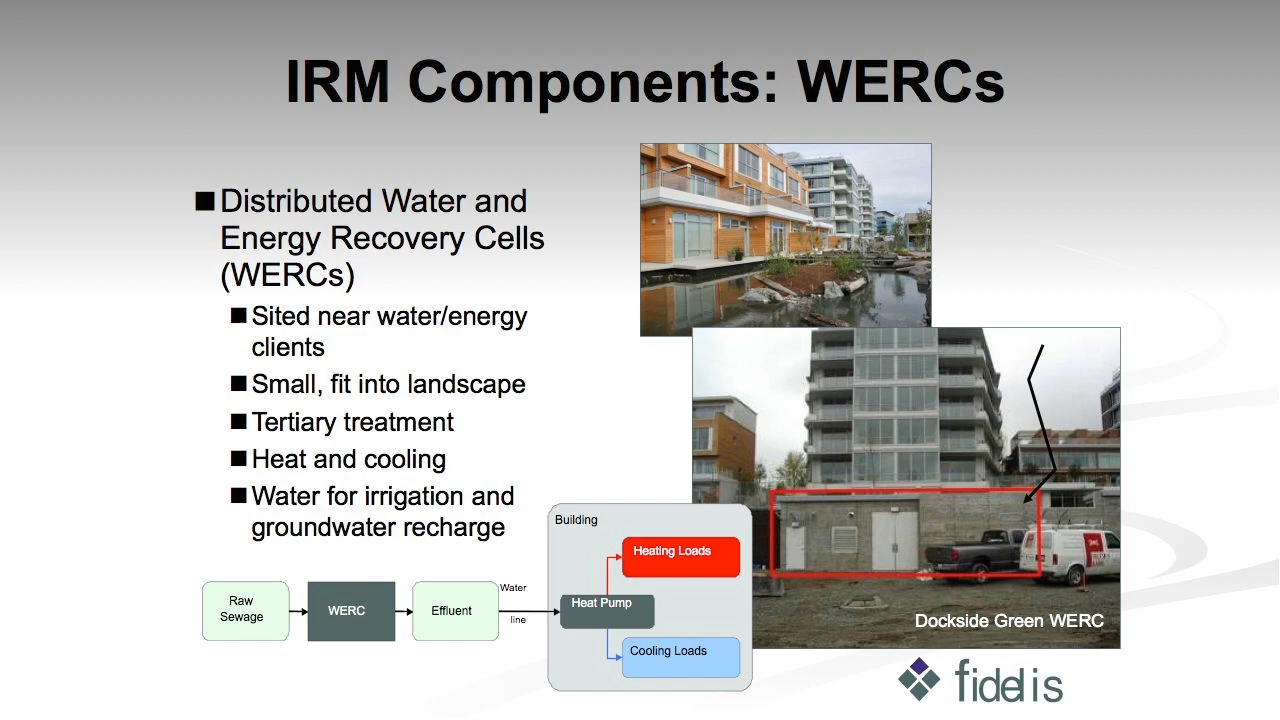 IRM Components: WERCs
Distributed Water and
Energy Recovery Cells
(WERCs)
Sited near water/energy
clients
Small, fit into landscape
Tertiary treatment
Heat and cooling
Water for irrigation and
groundwater recharge
Raw
Sewage
WERC
Effluent
Water
line
Building
Heating Loads
Heat Pump
Cooling Loads
Dockside Green WERC
fidelis